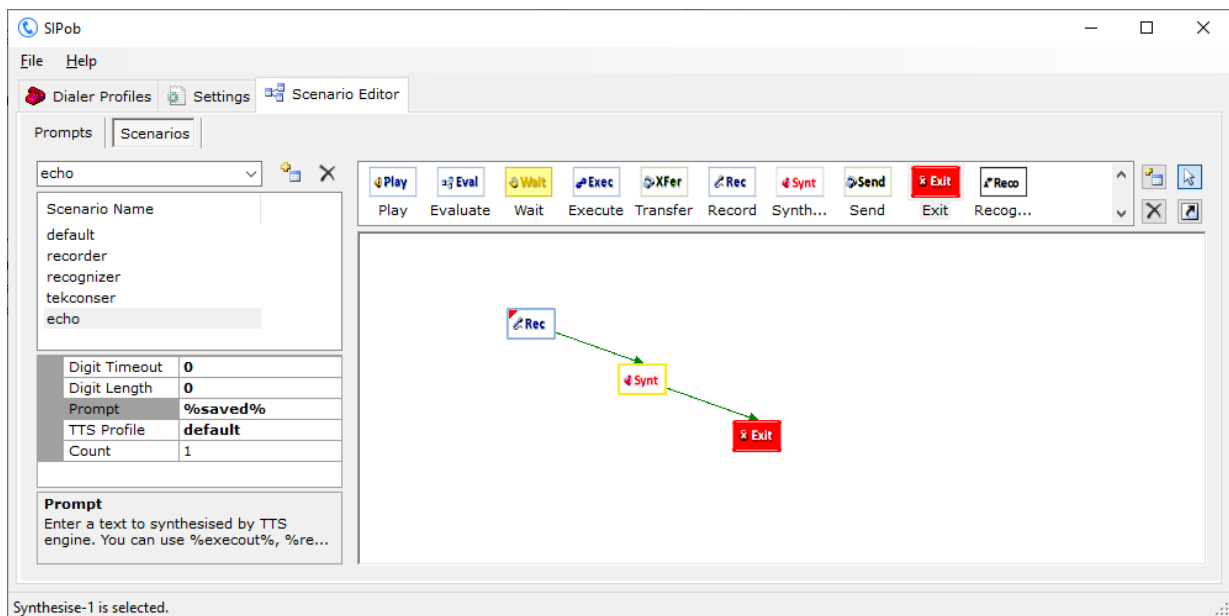 SIPob
File Help
Dialer Profiles Settings Scenario Editor
Prompts Scenarios
echo
Scenario Name
default
recorder
recognizer
tekconser
echo
Digit Timeout 0
Digit Length 0
Prompt %saved%
TTS Profile default
Count 1
Prompt
Enter a text to synthesised by TTS
engine. You can use %execout%, %re...
Play Eval Wait Exec XFer Rec Synt Send Exit Reco
Play Evaluate Wait Execute Transfer Record Synth... Send Exit Recog...
Rec
Synt
Exit
Synthesise-1 is selected.